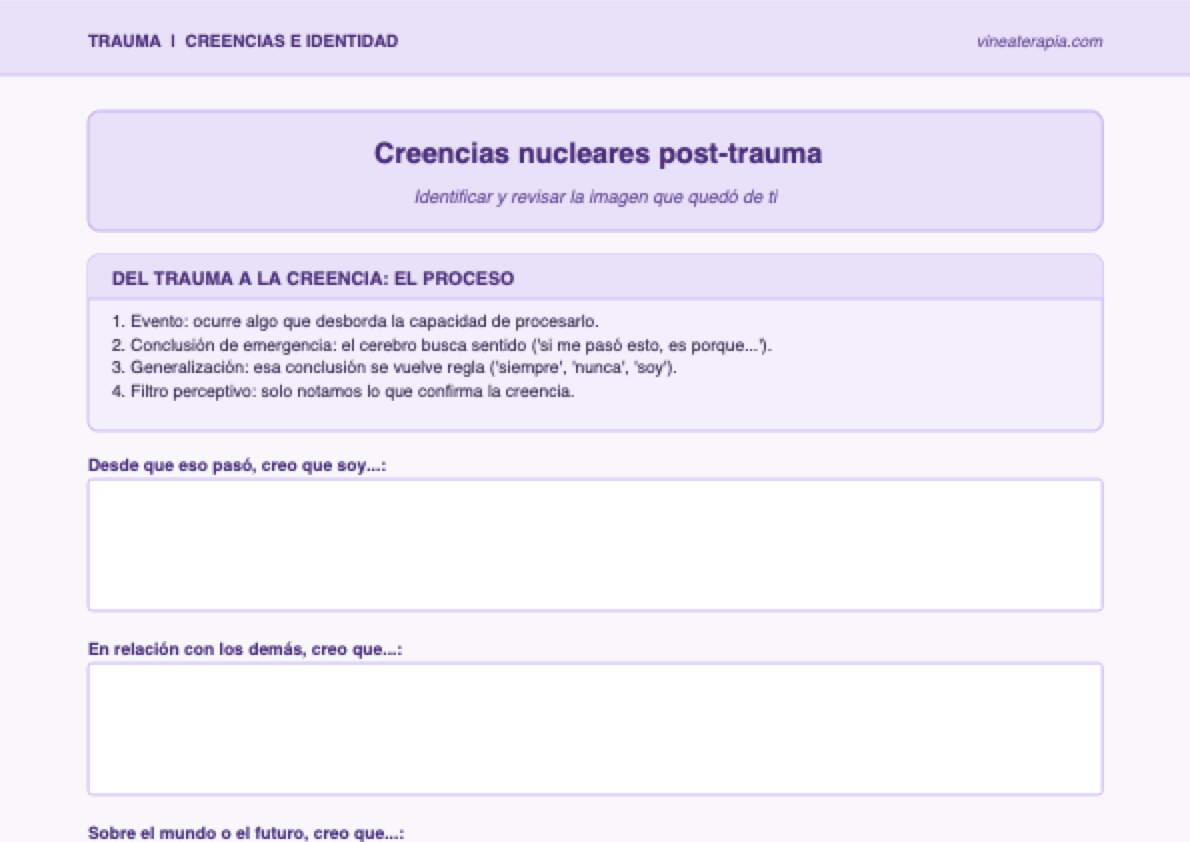 TRAUMA | CREENCIAS E IDENTIDAD
vineaterapia.com
Creencias nucleares post-trauma
Identificar y revisar la imagen que quedó de ti
DEL TRAUMA A LA CREENCIA: EL PROCESO
1. Evento: ocurre algo que desborda la capacidad de procesarlo.
2. Conclusión de emergencia: el cerebro busca sentido ('si me pasó esto, es porque...').
3. Generalización: esa conclusión se vuelve regla ('siempre', 'nunca', 'soy').
4. Filtro perceptivo: solo notamos lo que confirma la creencia.
Desde que eso pasó, creo que soy...:
En relación con los demás, creo que...:
Sobre el mundo o el futuro, creo que...: